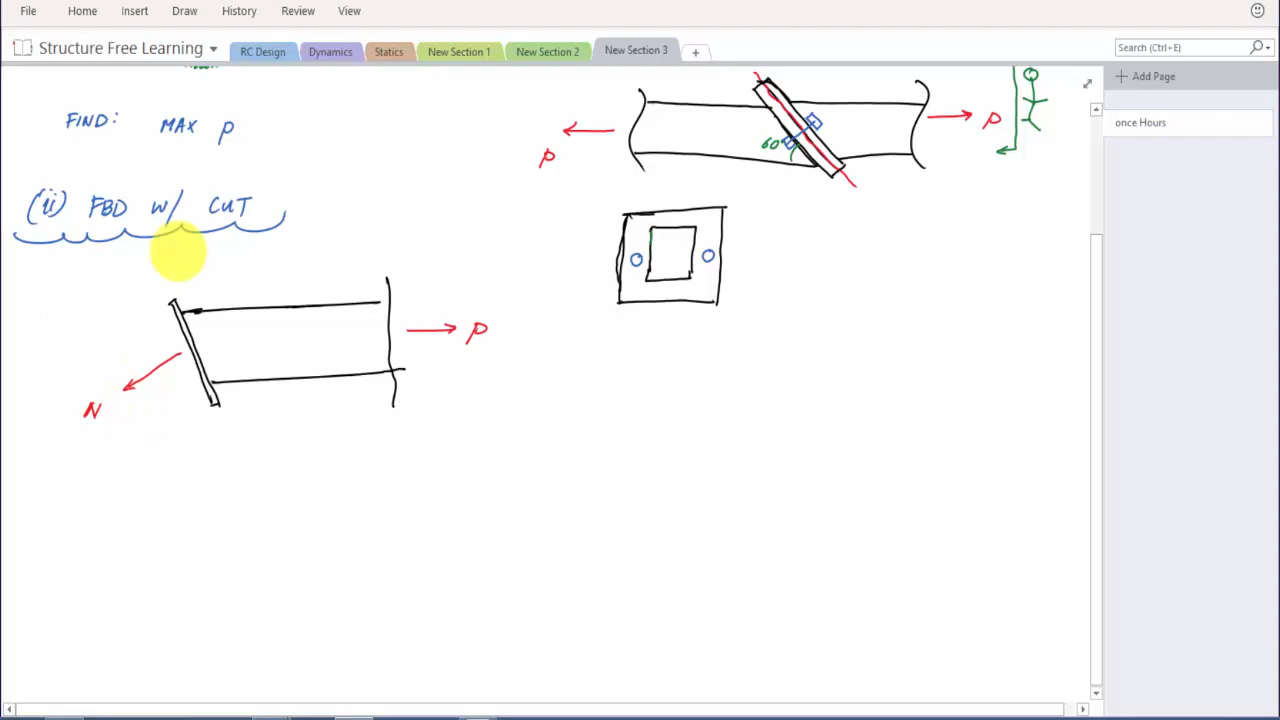 File Home Insert Draw History Review View
Structure Free Learning
RC Design Dynamics Statics New Section 1 New Section 2 New Section 3 +
Search (Ctrl+E)
Add Page
once Hours
FIND: MAX P
P
P
60°
(ii) FBD W/ CUT
P
N